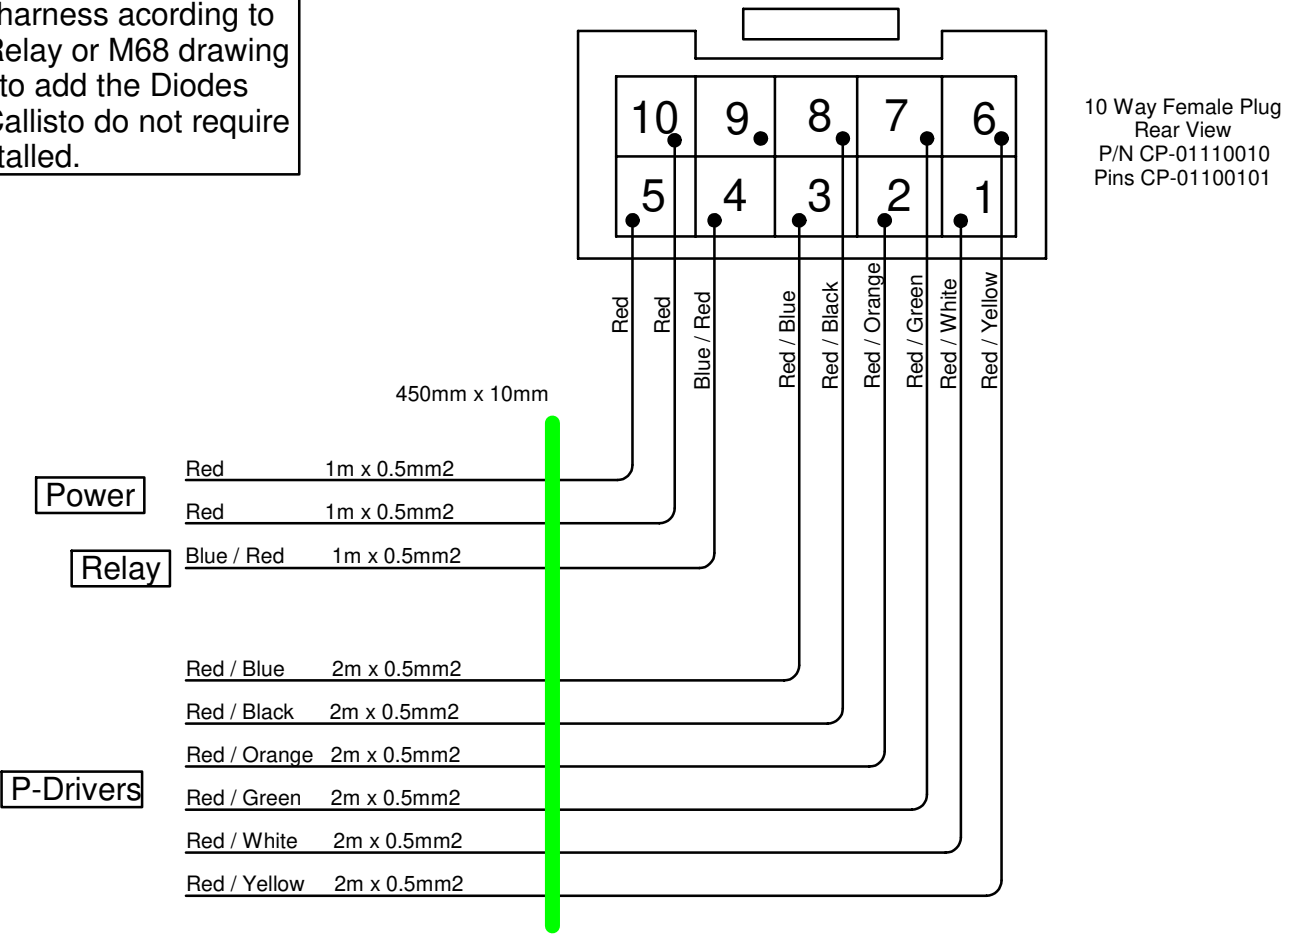 harness acording to
Relay or M68 drawing
to add the Diodes
Callisto do not require
talled.
10 9 8 7 6
5 4 3 2 1
10 Way Female Plug
Rear View
P/N CP-01110010
Pins CP-01100101
Red
Red
Blue / Red
Red / Blue
Red / Black
Red / Orange
Red / Green
Red / White
Red / Yellow
450mm x 10mm
Power
Red 1m x 0.5mm2
Red 1m x 0.5mm2
Relay
Blue / Red 1m x 0.5mm2
Red / Blue 2m x 0.5mm2
Red / Black 2m x 0.5mm2
Red / Orange 2m x 0.5mm2
P-Drivers
Red / Green 2m x 0.5mm2
Red / White 2m x 0.5mm2
Red / Yellow 2m x 0.5mm2